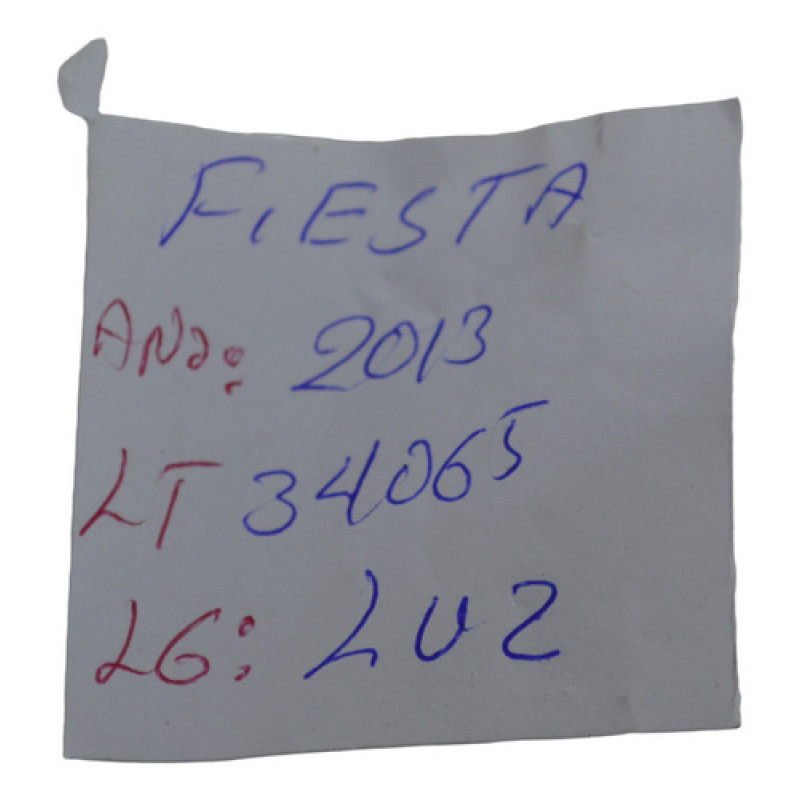 FIESTA
ANO: 2013
LT 34065
LG: LUZ